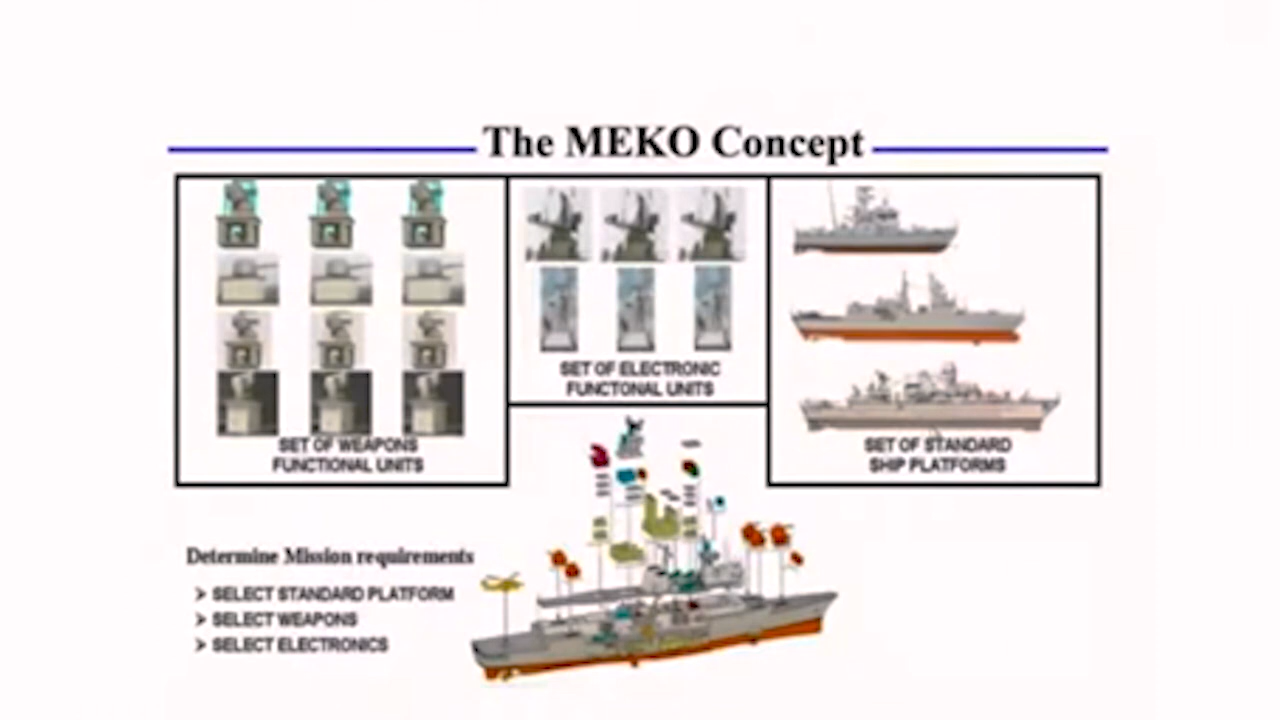 The MEKO Concept
SET OF WEAPONS
FUNCTIONAL UNITS
SET OF ELECTRONIC
FUNCTONAL UNITS
SET OF STANDARD
SHIP PLATFORMS
Determine Mission requirements
➤ SELECT STANDARD PLATFORM
➤ SELECT WEAPONS
➤ SELECT ELECTRONICS